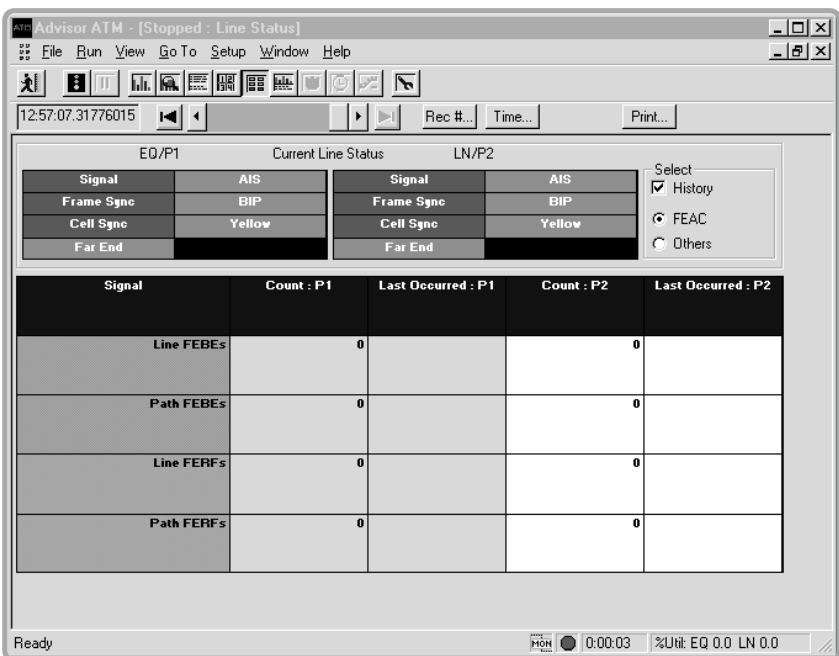 ATM Advisor ATM - [Stopped : Line Status]
File Run View Go To Setup Window Help
12:57:07.31776015 Rec #... Time... Print...
EQ/P1 Current Line Status LN/P2
Select
Signal AIS Signal AIS History
Frame Sync BIP Frame Sync BIP
Cell Sync Yellow Cell Sync Yellow FEAC
Far End Far End Others
Signal Count : P1 Last Occurred : P1 Count : P2 Last Occurred : P2
Line FEBEs 0 0
Path FEBEs 0 0
Line FERFs 0 0
Path FERFs 0 0
Ready MON 0:00:03 %Util: EQ 0.0 LN 0.0